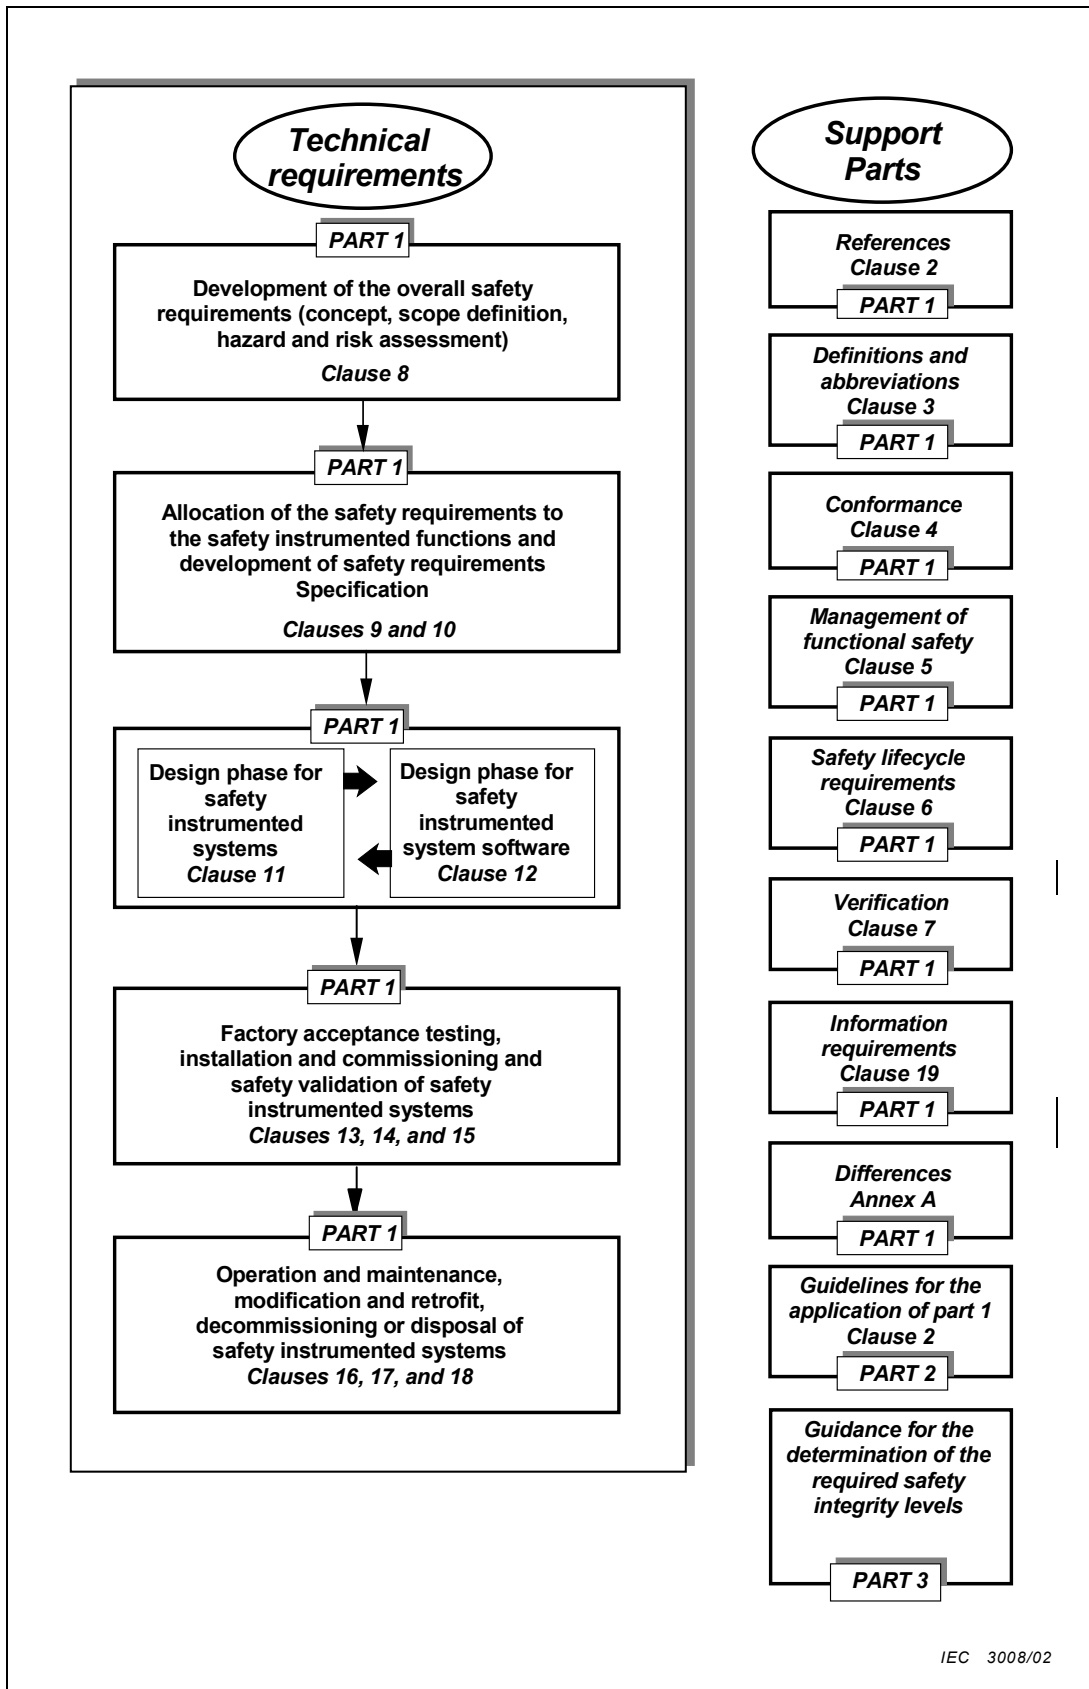 Technical
requirements
PART 1
Development of the overall safety
requirements (concept, scope definition,
hazard and risk assessment)
Clause 8
PART 1
Allocation of the safety requirements to
the safety instrumented functions and
development of safety requirements
Specification
Clauses 9 and 10
PART 1
Design phase for
safety
instrumented
systems
Clause 11
Design phase for
safety
instrumented
system software
Clause 12
PART 1
Factory acceptance testing,
installation and commissioning and
safety validation of safety
instrumented systems
Clauses 13, 14, and 15
PART 1
Operation and maintenance,
modification and retrofit,
decommissioning or disposal of
safety instrumented systems
Clauses 16, 17, and 18
Support
Parts
References
Clause 2
PART 1
Definitions and
abbreviations
Clause 3
PART 1
Conformance
Clause 4
PART 1
Management of
functional safety
Clause 5
PART 1
Safety lifecycle
requirements
Clause 6
PART 1
Verification
Clause 7
PART 1
Information
requirements
Clause 19
PART 1
Differences
Annex A
PART 1
Guidelines for the
application of part 1
Clause 2
PART 2
Guidance for the
determination of the
required safety
integrity levels
PART 3
IEC 3008/02